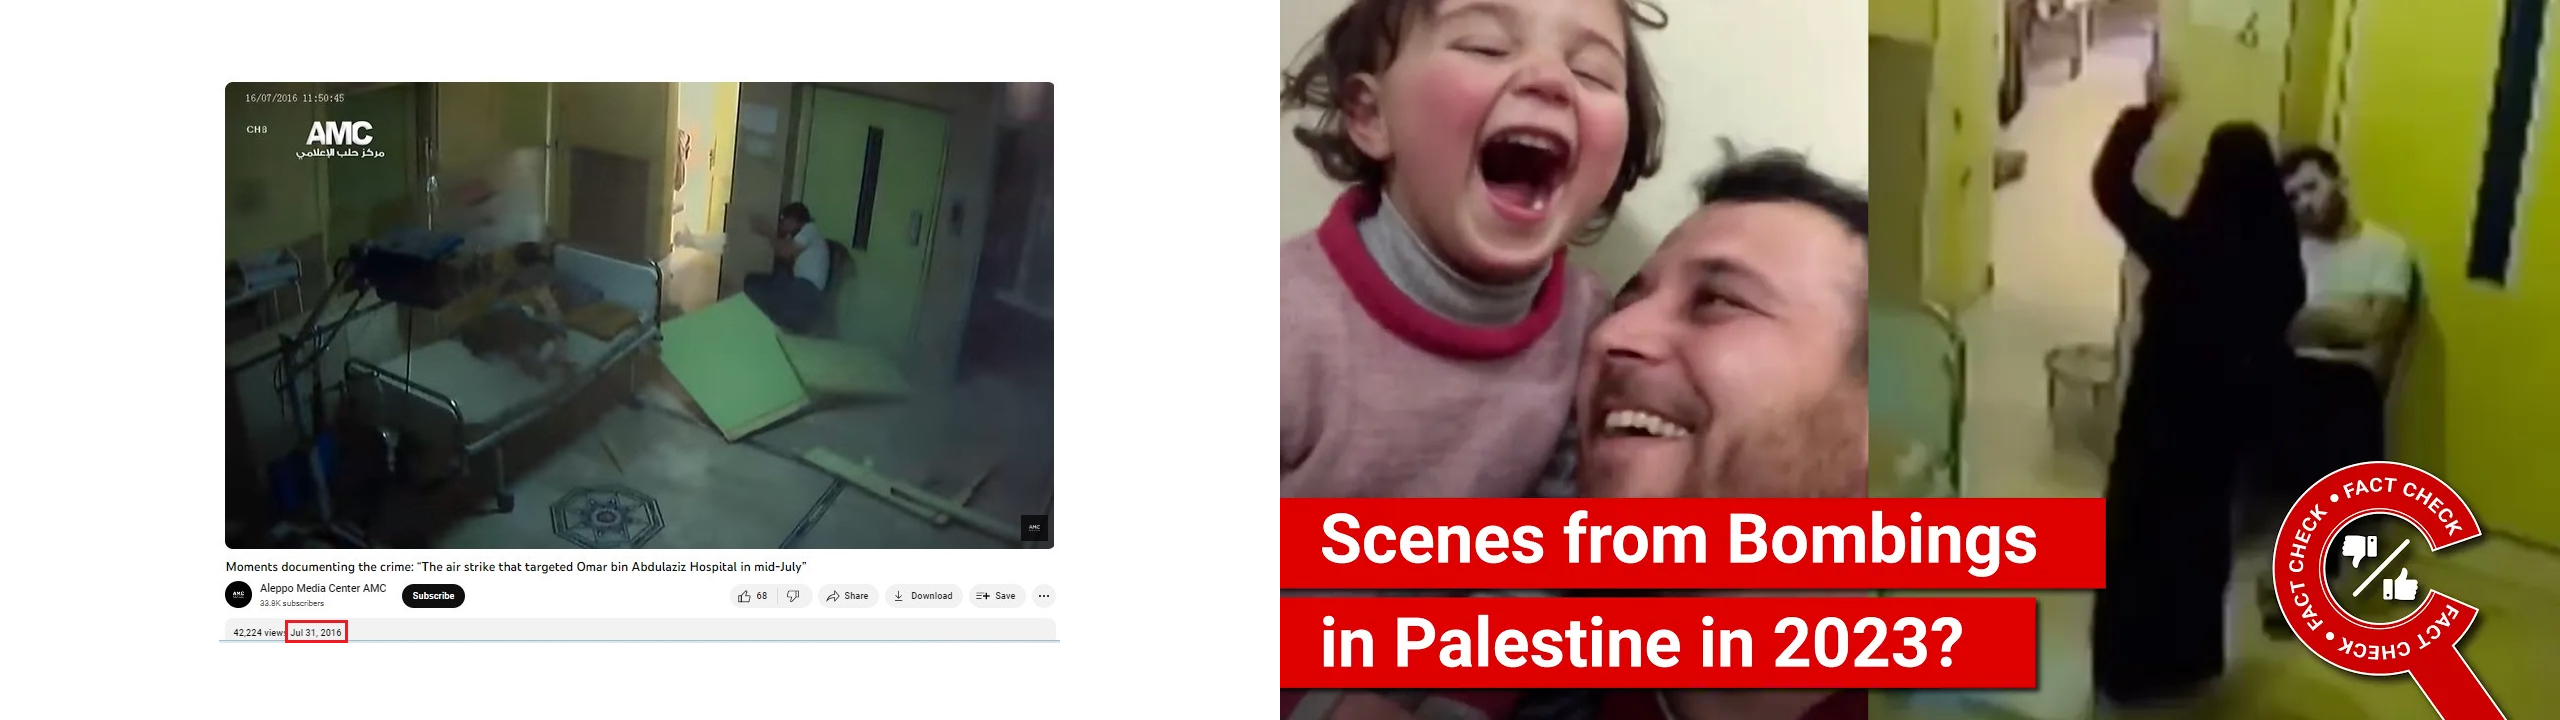 16/07/2016 11:50:45
CH8
AMC
مركز حلب الإعلامي
AMC
Moments documenting the crime: “The air strike that targeted Omar bin Abdulaziz Hospital in mid-July”
AMC
Aleppo Media Center AMC
33.8K subscribers
Subscribe
68
Share
Download
Save
42,224 views Jul 31, 2016
Scenes from Bombings
in Palestine in 2023?
FACT CHECK • FACT CHECK • FACT CHECK • FACT CHECK